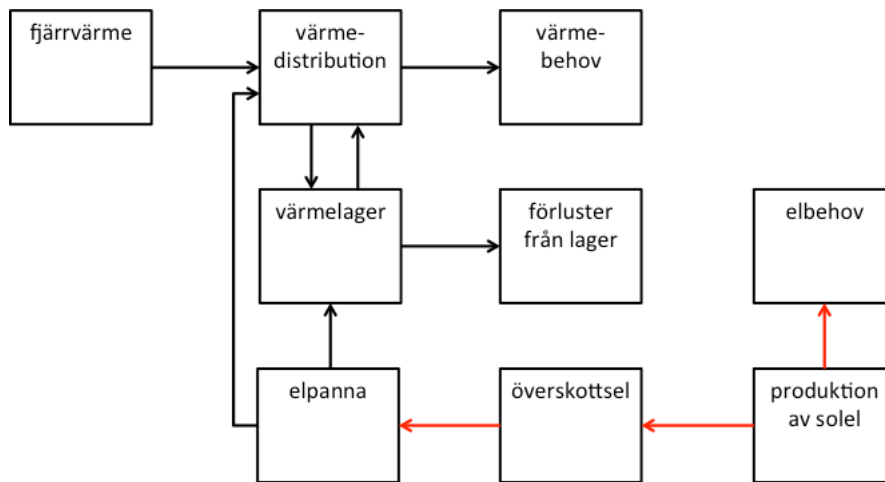 fjärrvärme
värme-
distribution
värme-
behov
värmelager
förluster
från lager
elbehov
elpanna
överskottsel
produktion
av solel